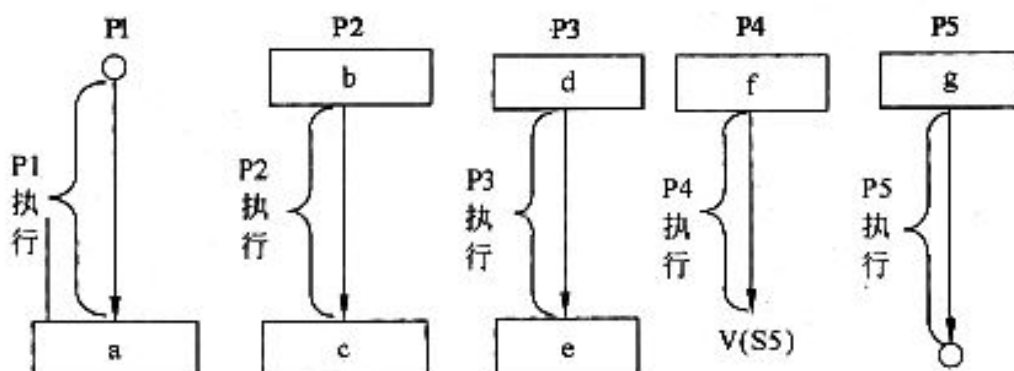 P1 P2 P3 P4 P5
b d f g
P1 执行
P2 执行
P3 执行
P4 执行
P5 执行
a c e V(S5)